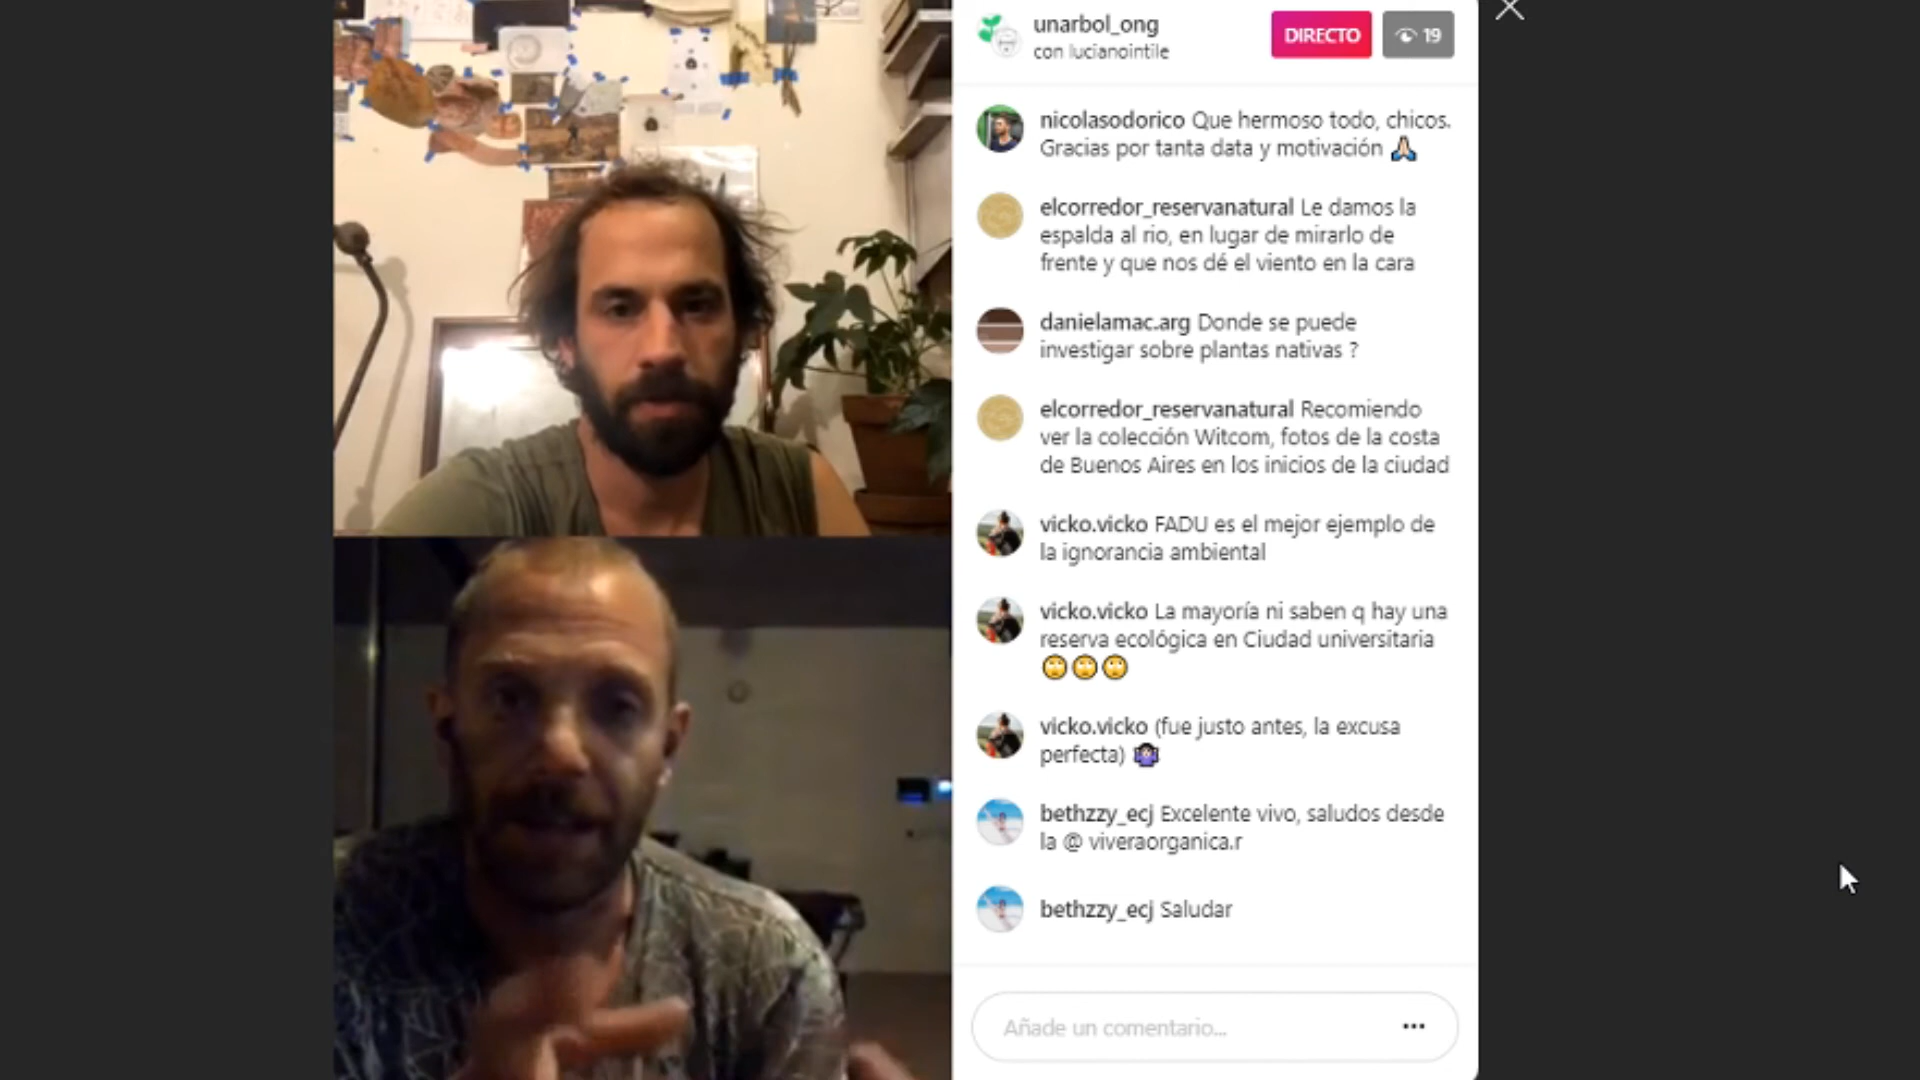 unarbol_ong
con lucianointile
DIRECTO
19
nicolasodorico Que hermoso todo, chicos.
Gracias por tanta data y motivación 🙏🏻
elcorredor_reservanatural Le damos la
espalda al rio, en lugar de mirarlo de
frente y que nos dé el viento en la cara
danielamac.arg Donde se puede
investigar sobre plantas nativas ?
elcorredor_reservanatural Recomiendo
ver la colección Witcom, fotos de la costa
de Buenos Aires en los inicios de la ciudad
vicko.vicko FADU es el mejor ejemplo de
la ignorancia ambiental
vicko.vicko La mayoría ni saben q hay una
reserva ecológica en Ciudad universitaria
🙄🙄🙄
vicko.vicko (fue justo antes, la excusa
perfecta) 🤷🏻‍♀️
bethzzy_ecj Excelente vivo, saludos desde
la @ viveraorganica.r
bethzzy_ecj Saludar
Añade un comentario...